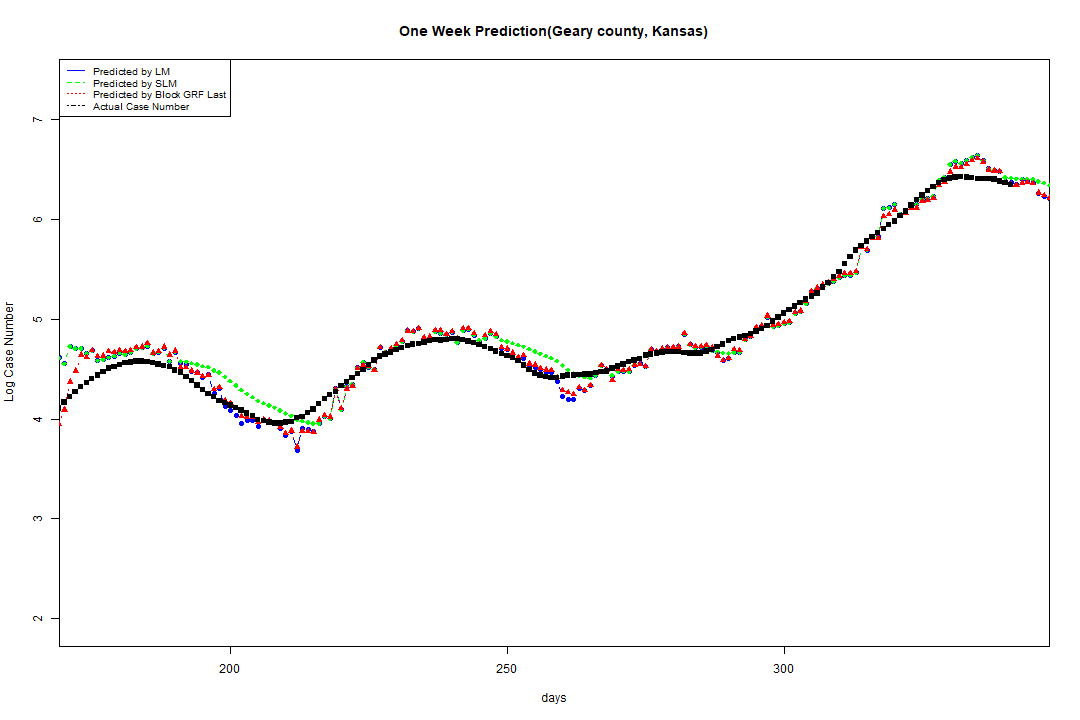 One Week Prediction(Geary county, Kansas)
Predicted by LM
Predicted by SLM
Predicted by Block GRF Last
Actual Case Number
7
6
5
4
3
2
Log Case Number
200 250 300
days